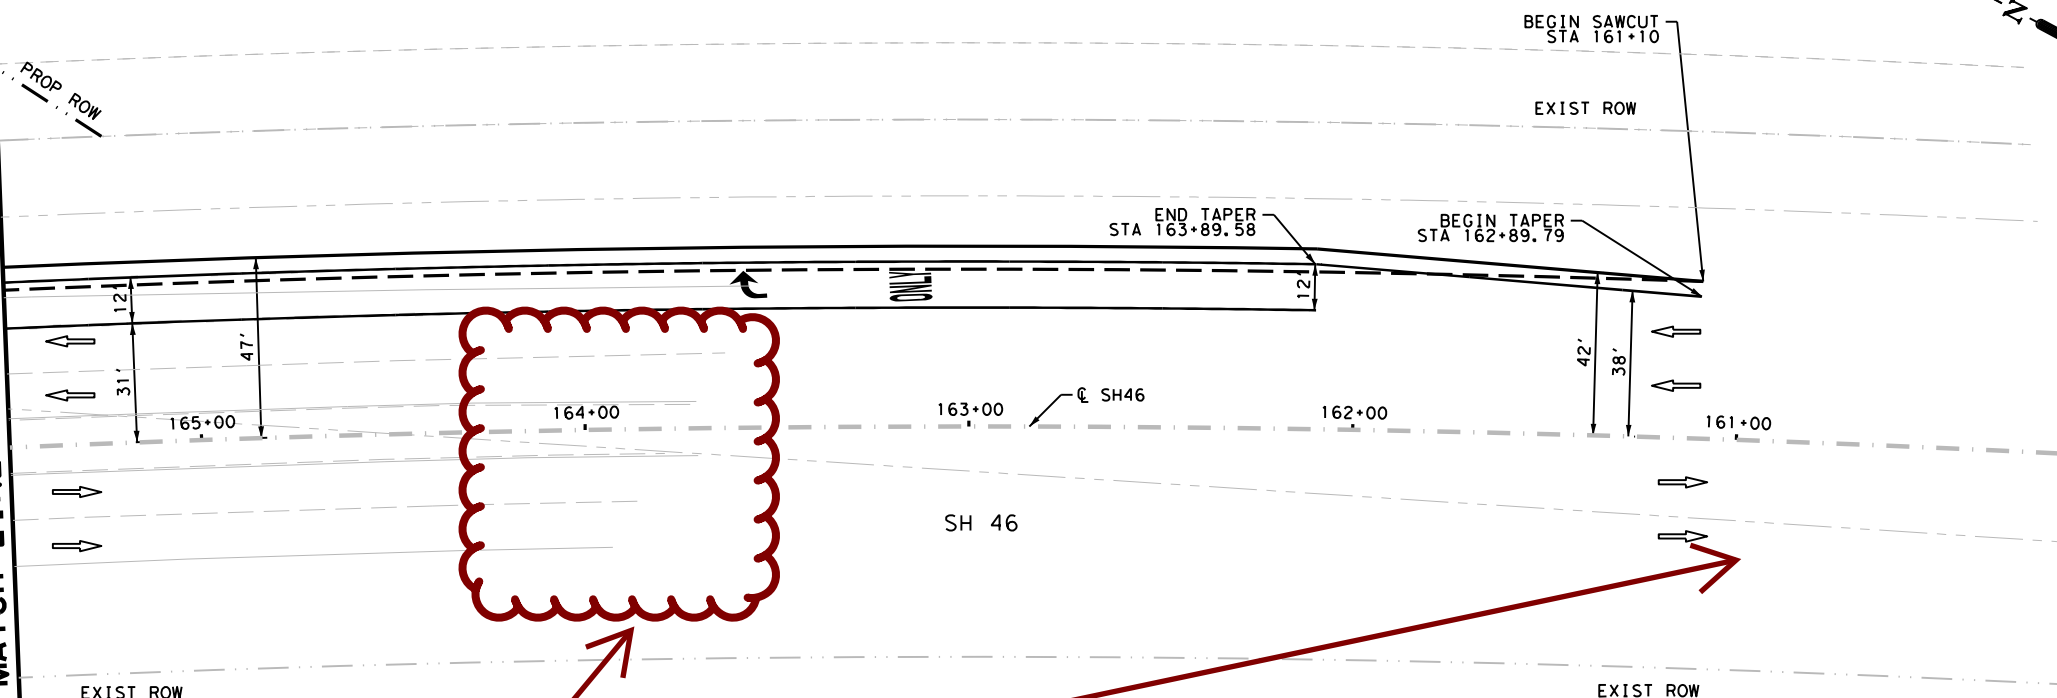 BEGIN SAWCUT
STA 161+10
N
PROP ROW
EXIST ROW
END TAPER
STA 163+89.58
BEGIN TAPER
STA 162+89.79
ONLY
12'
12'
47'
31'
42'
38'
℄ SH46
165+00
164+00
163+00
162+00
161+00
SH 46
EXIST ROW
EXIST ROW